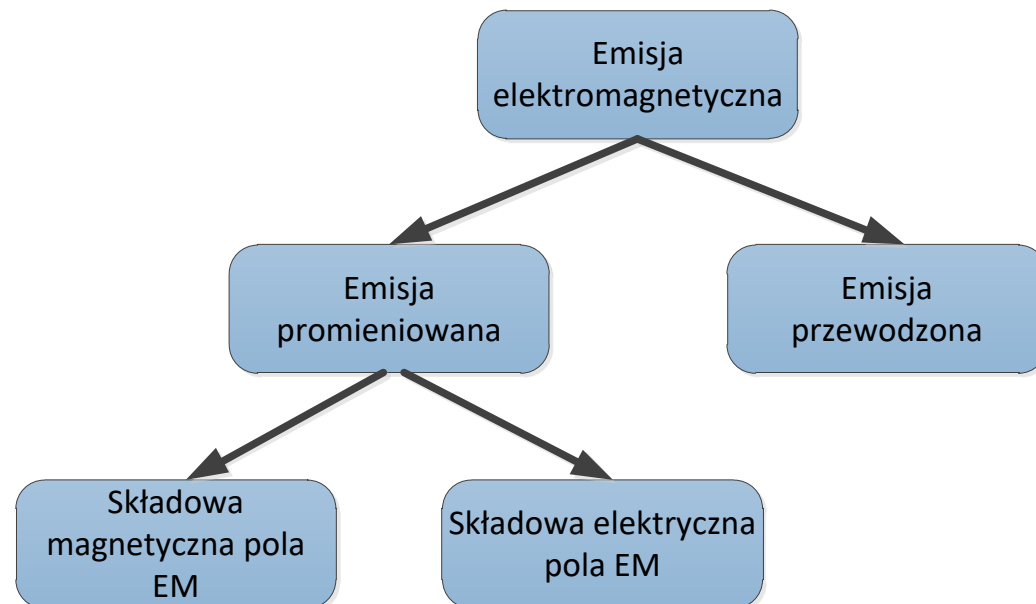 Emisja
elektromagnetyczna
Emisja
promieniowana
Emisja
przewodzona
Składowa
magnetyczna pola
EM
Składowa elektryczna
pola EM